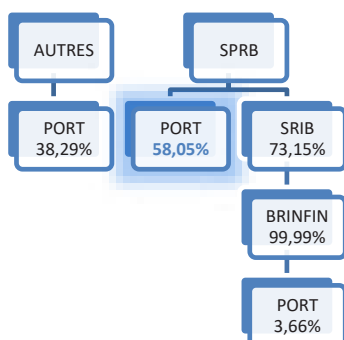 AUTRES
SPRB
PORT
38,29%
PORT
58,05%
SRIB
73,15%
BRINFIN
99,99%
PORT
3,66%